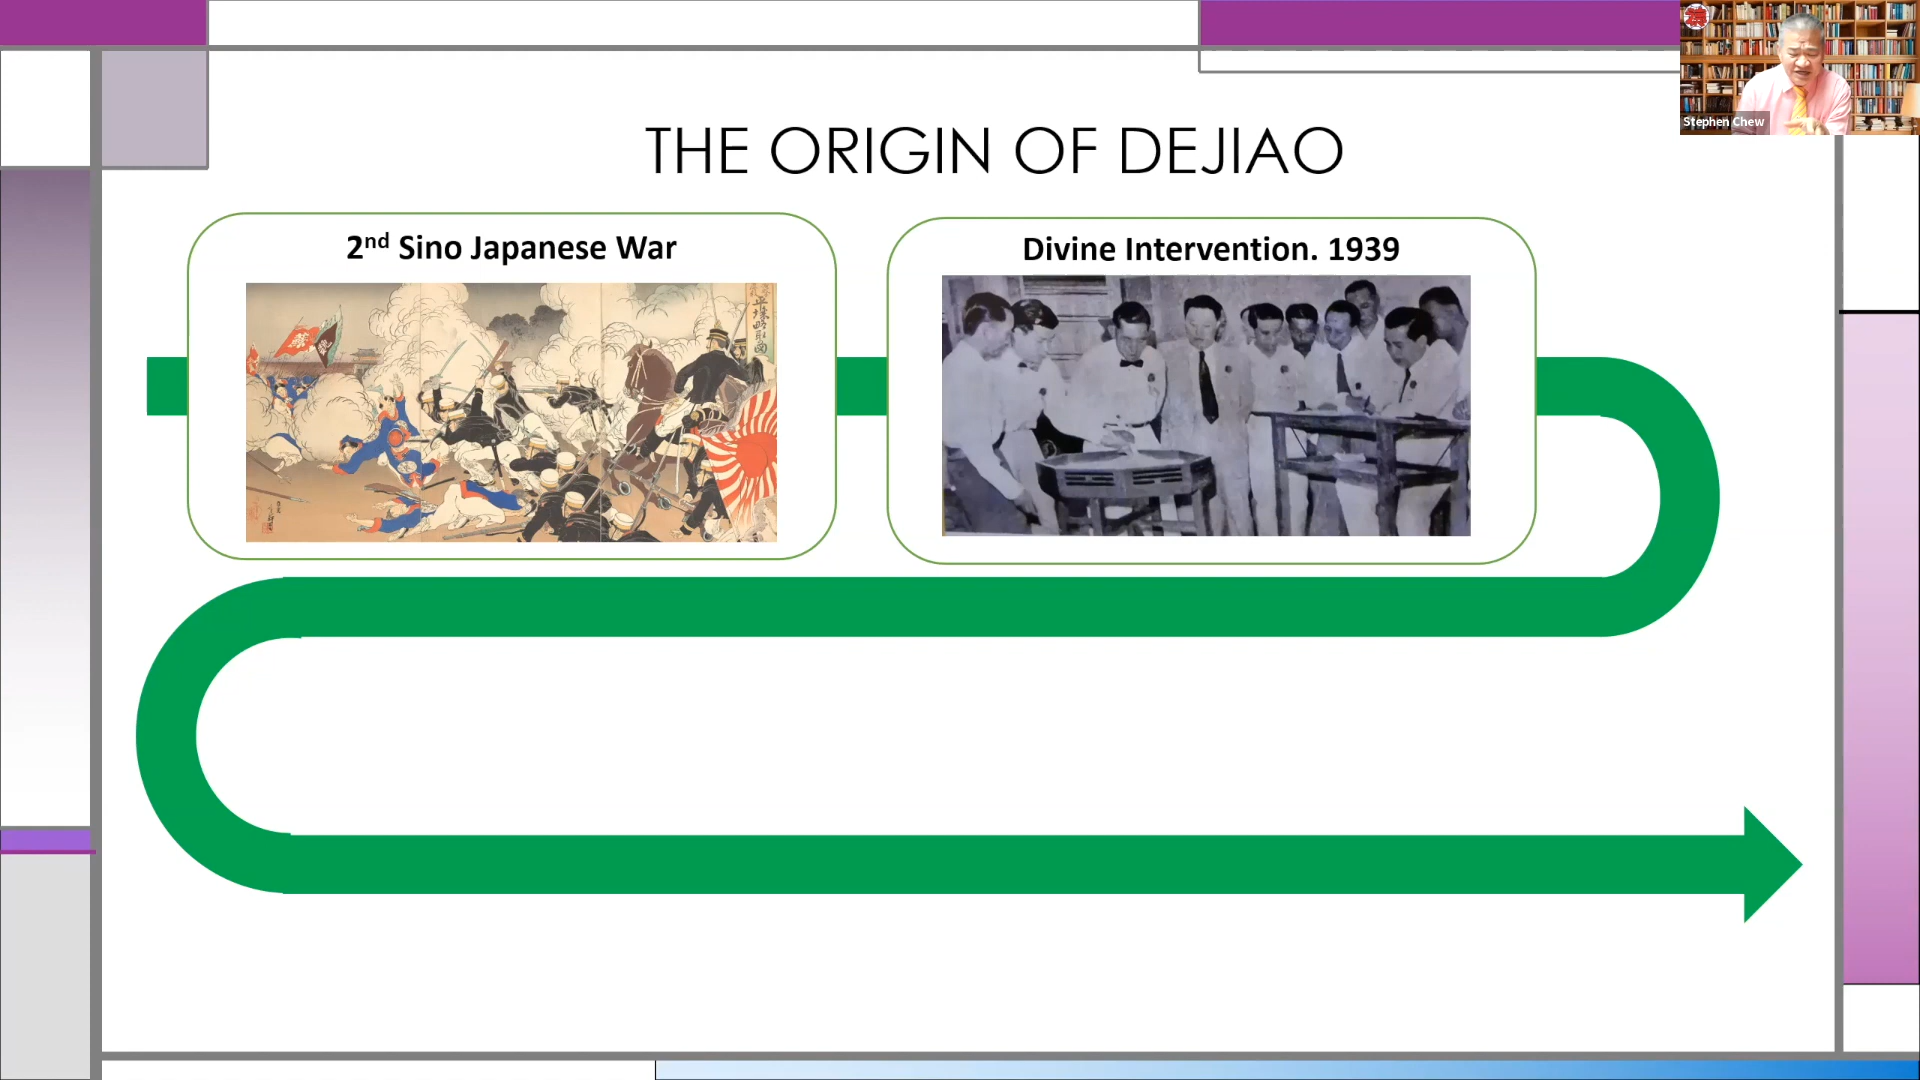 THE ORIGIN OF DEJIAO
Stephen Chew
2nd Sino Japanese War
Divine Intervention. 1939